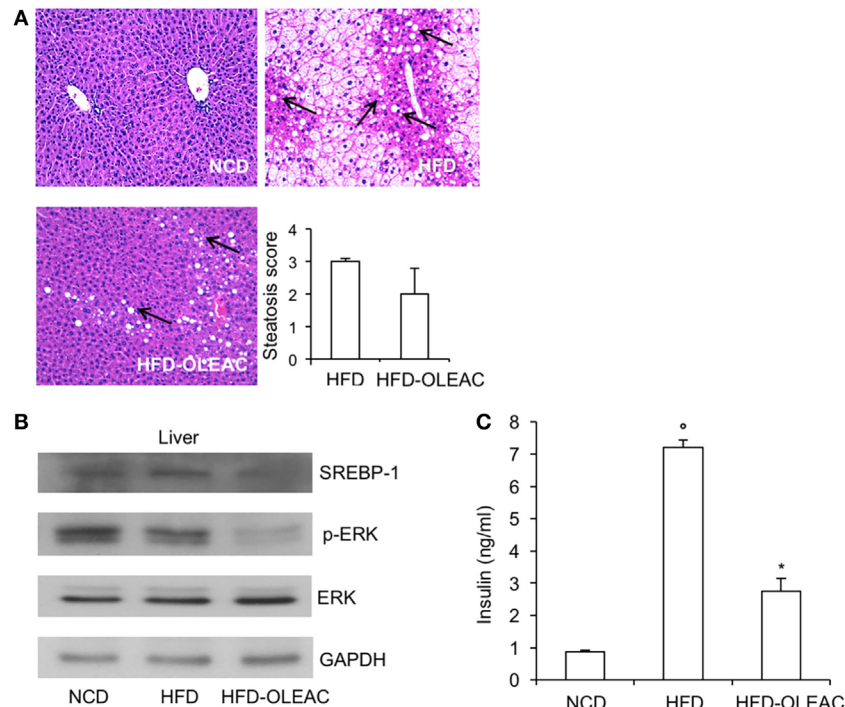 A
NCD
HFD
HFD-OLEAC
Steatosis score
4
3
2
1
0
HFD HFD-OLEAC
B
Liver
SREBP-1
p-ERK
ERK
GAPDH
NCD HFD HFD-OLEAC
C
Insulin (ng/ml)
8
7
6
5
4
3
2
1
0
°
*
NCD HFD HFD-OLEAC